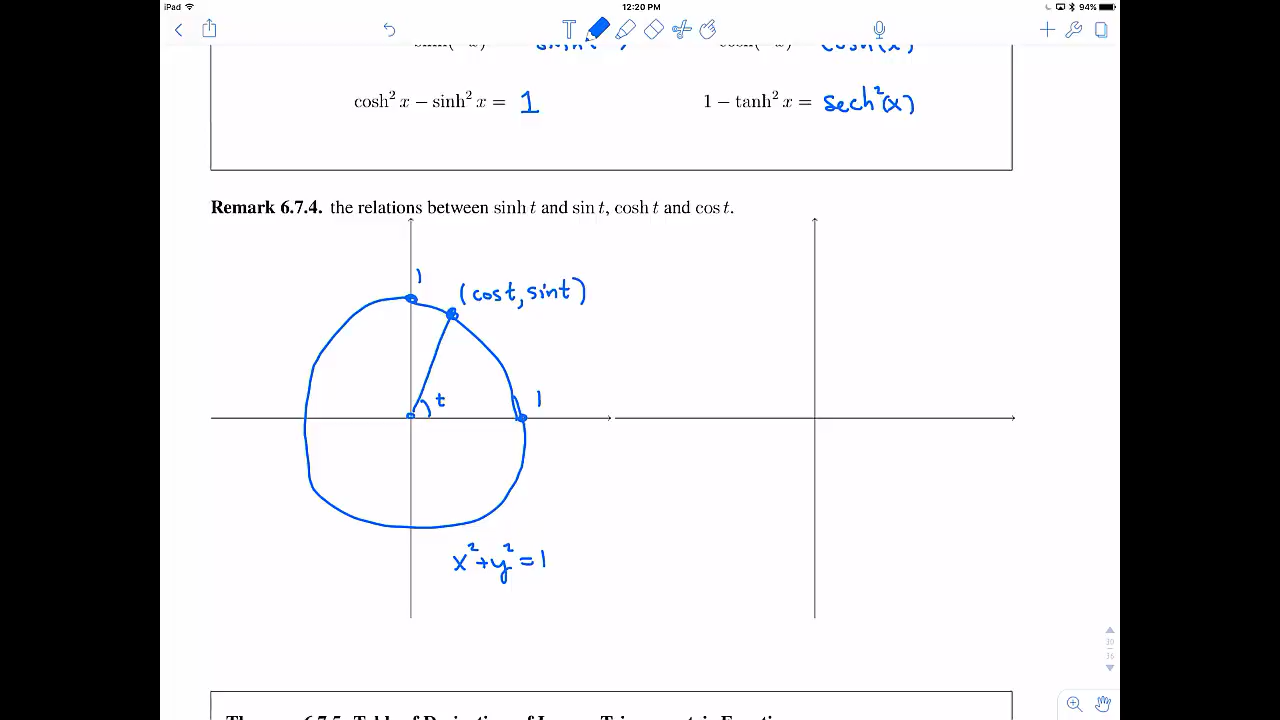 iPad 12:20 PM 94%
T
cosh² x − sinh² x = 1 1 − tanh² x = sech²(x)
Remark 6.7.4. the relations between sinh t and sin t, cosh t and cos t.
1
(cost, sint)
t 1
x² + y² = 1